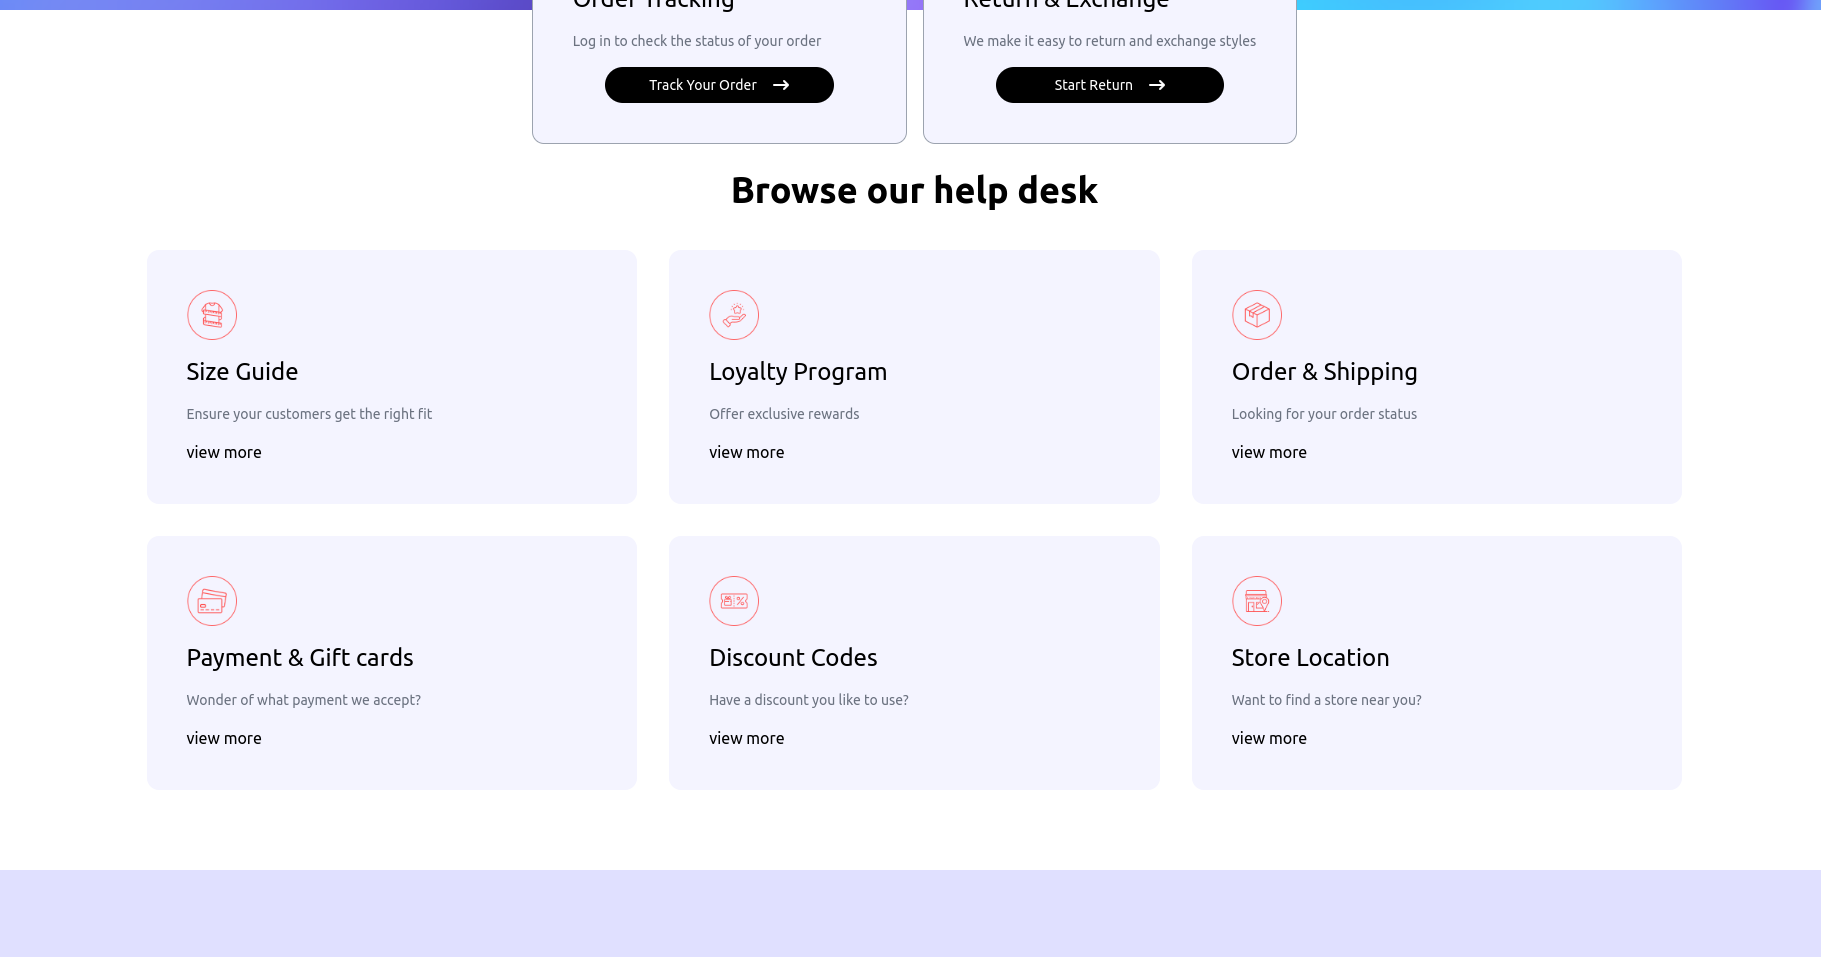 Order Tracking
Return & Exchange
Log in to check the status of your order
We make it easy to return and exchange styles
Track Your Order
Start Return
Browse our help desk
Size Guide
Ensure your customers get the right fit
view more
Loyalty Program
Offer exclusive rewards
view more
Order & Shipping
Looking for your order status
view more
Payment & Gift cards
Wonder of what payment we accept?
view more
Discount Codes
Have a discount you like to use?
view more
Store Location
Want to find a store near you?
view more